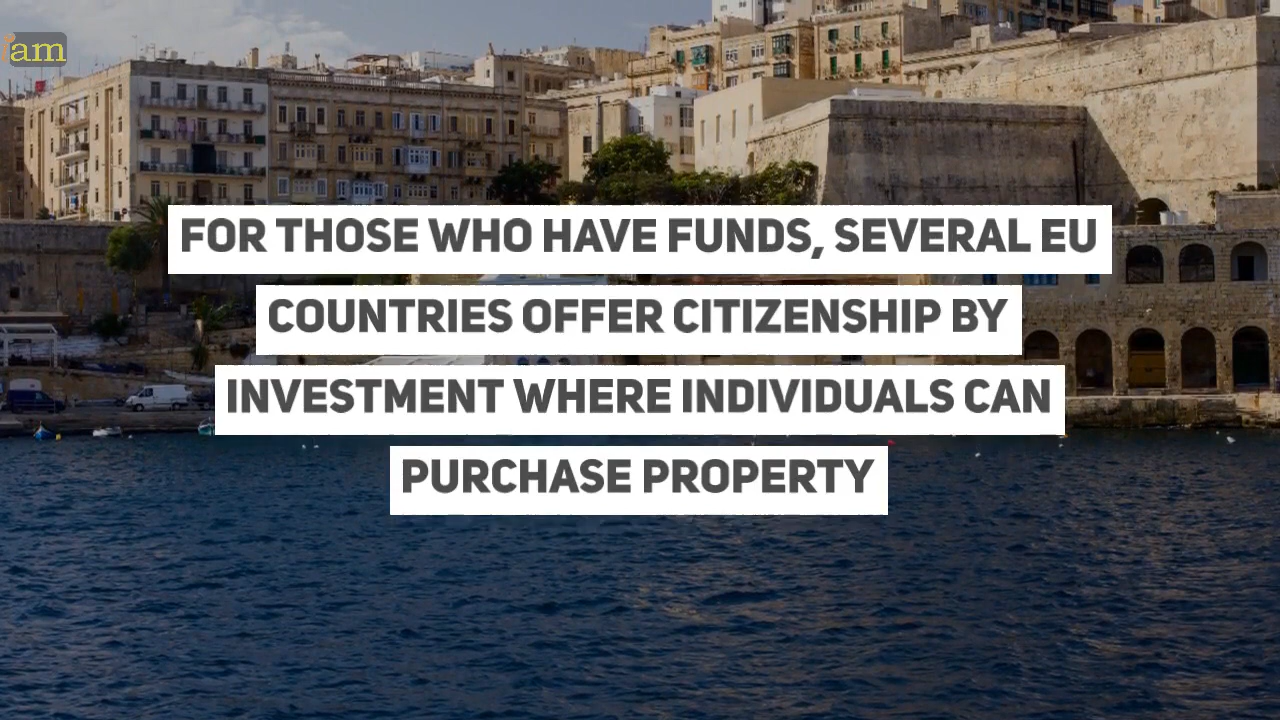 iam
FOR THOSE WHO HAVE FUNDS, SEVERAL EU
COUNTRIES OFFER CITIZENSHIP BY
INVESTMENT WHERE INDIVIDUALS CAN
PURCHASE PROPERTY